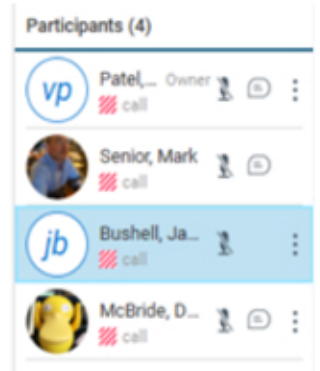 Participants (4)
vp
Patel,... Owner
call
Senior, Mark
call
jb
Bushell, Ja...
call
McBride, D...
call